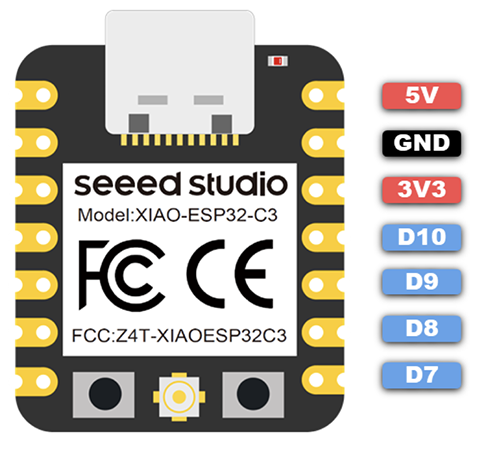 seeed studio
Model:XIAO-ESP32-C3
FC CE
FCC:Z4T-XIAOESP32C3
5V
GND
3V3
D10
D9
D8
D7